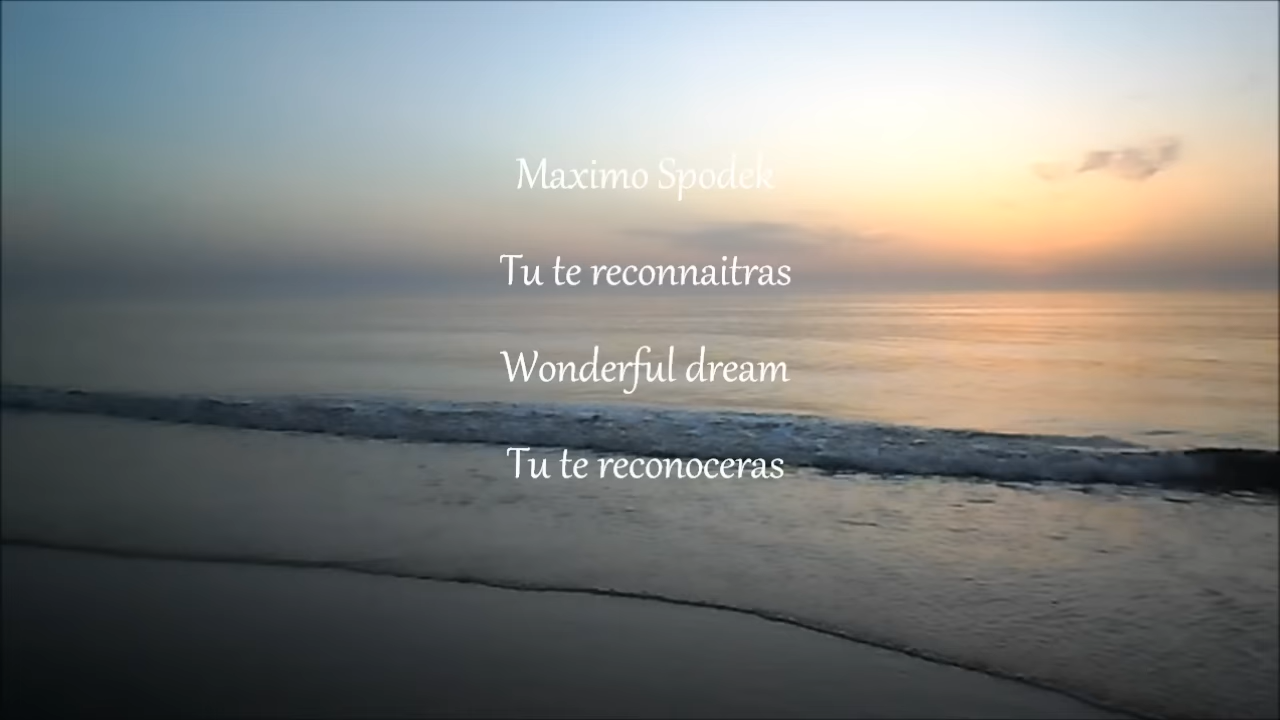 Maximo Spodek
Tu te reconnaitras
Wonderful dream
Tu te reconoceras